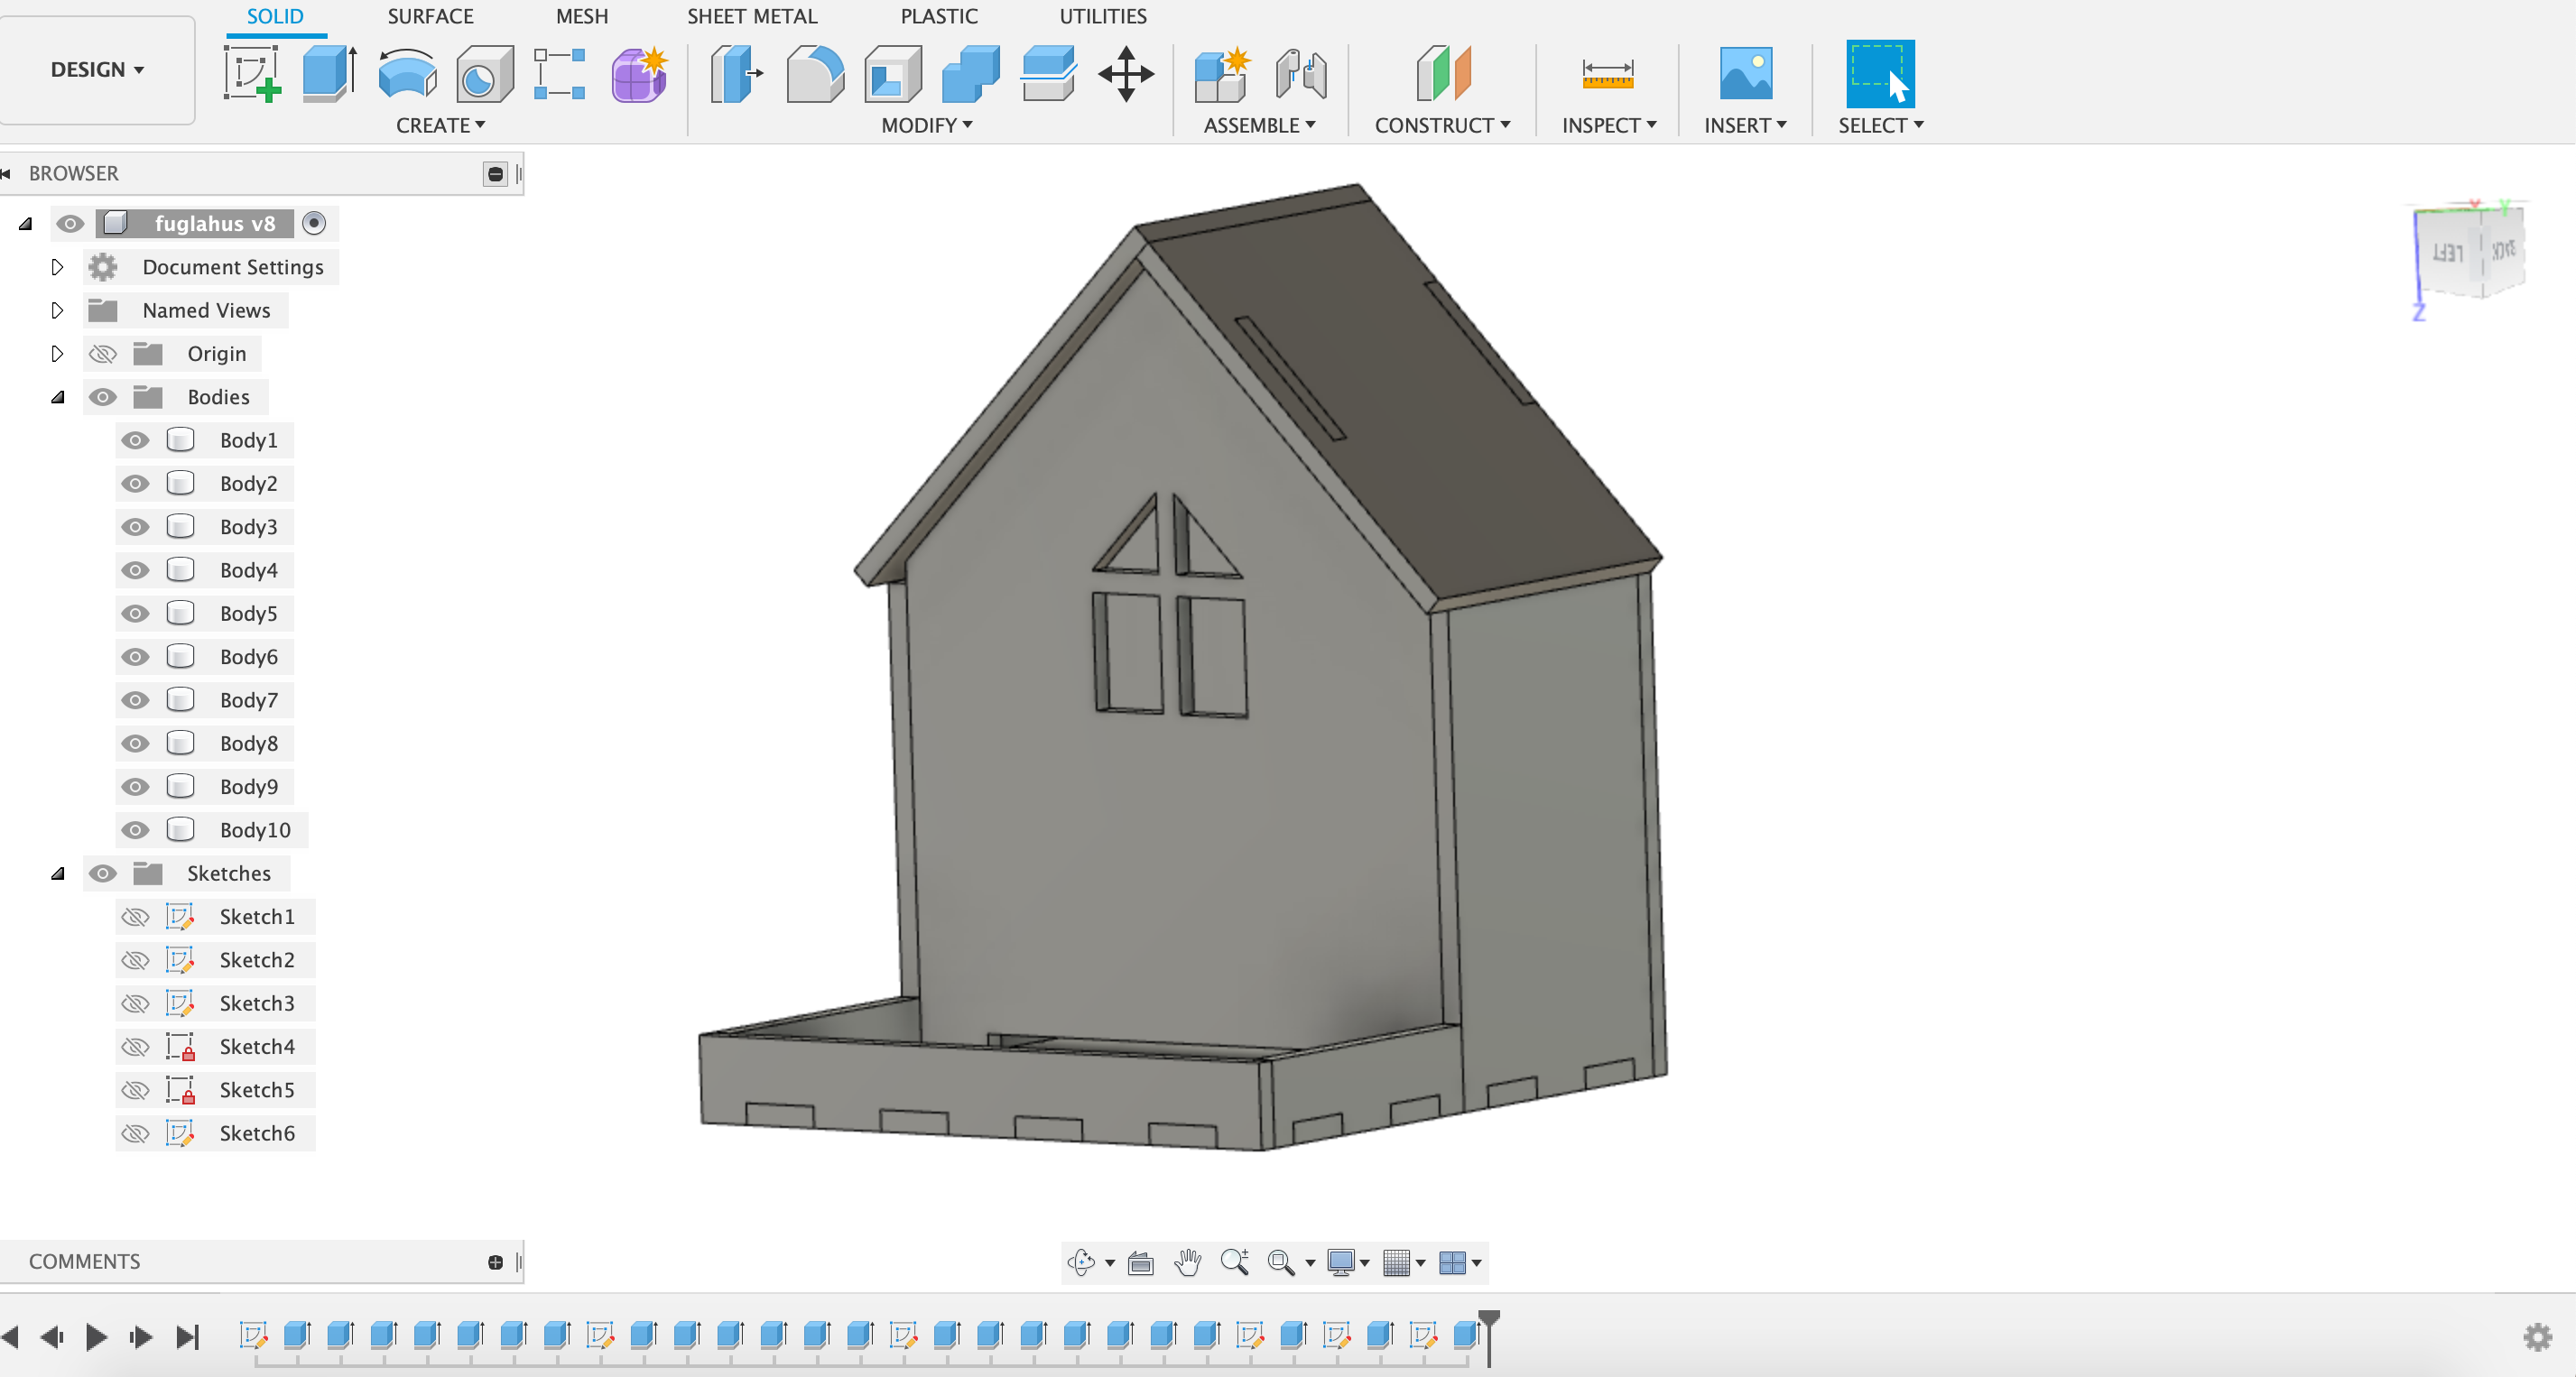 SOLID SURFACE MESH SHEET METAL PLASTIC UTILITIES
DESIGN
CREATE MODIFY ASSEMBLE CONSTRUCT INSPECT INSERT SELECT
BROWSER
fuglahus v8
Document Settings
Named Views
Origin
Bodies
Body1
Body2
Body3
Body4
Body5
Body6
Body7
Body8
Body9
Body10
Sketches
Sketch1
Sketch2
Sketch3
Sketch4
Sketch5
Sketch6
Y
LEFT BACK
Z
COMMENTS